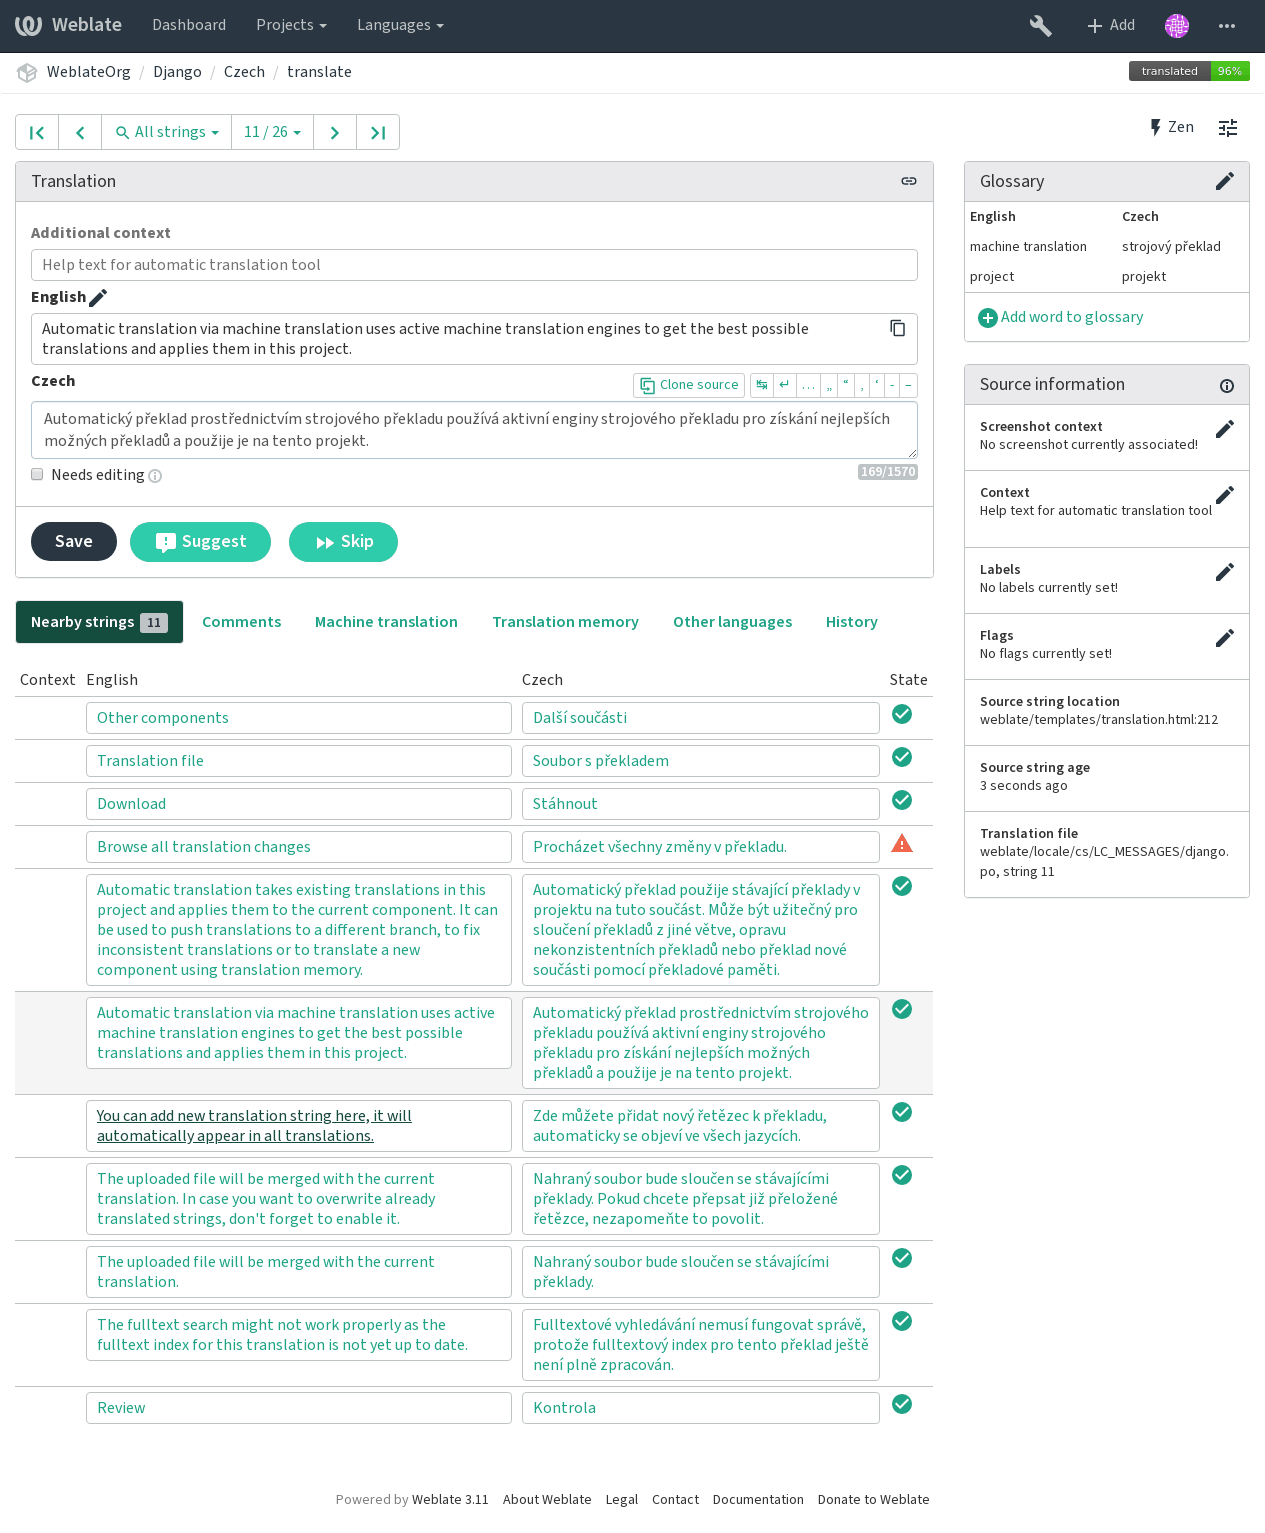 Weblate Dashboard Projects Languages Add
WeblateOrg / Django / Czech / translate
translated 96%
All strings 11 / 26
Zen
Translation
Additional context
Help text for automatic translation tool
English
Automatic translation via machine translation uses active machine translation engines to get the best possible
translations and applies them in this project.
Czech
Clone source ↹ ↵ … „ “ ‚ ‘ - –
Automatický překlad prostřednictvím strojového překladu používá aktivní enginy strojového překladu pro získání nejlepších
možných překladů a použije je na tento projekt.
Needs editing
169/1570
Save Suggest Skip
Glossary
English Czech
machine translation strojový překlad
project projekt
Add word to glossary
Source information
Screenshot context
No screenshot currently associated!
Context
Help text for automatic translation tool
Labels
No labels currently set!
Flags
No flags currently set!
Source string location
weblate/templates/translation.html:212
Source string age
3 seconds ago
Translation file
weblate/locale/cs/LC_MESSAGES/django.
po, string 11
Nearby strings 11 Comments Machine translation Translation memory Other languages History
Context English Czech State
Other components
Další součásti
Translation file
Soubor s překladem
Download
Stáhnout
Browse all translation changes
Procházet všechny změny v překladu.
Automatic translation takes existing translations in this
project and applies them to the current component. It can
be used to push translations to a different branch, to fix
inconsistent translations or to translate a new
component using translation memory.
Automatický překlad použije stávající překlady v
projektu na tuto součást. Může být užitečný pro
sloučení překladů z jiné větve, opravu
nekonzistentních překladů nebo překlad nové
součásti pomocí překladové paměti.
Automatic translation via machine translation uses active
machine translation engines to get the best possible
translations and applies them in this project.
Automatický překlad prostřednictvím strojového
překladu používá aktivní enginy strojového
překladu pro získání nejlepších možných
překladů a použije je na tento projekt.
You can add new translation string here, it will
automatically appear in all translations.
Zde můžete přidat nový řetězec k překladu,
automaticky se objeví ve všech jazycích.
The uploaded file will be merged with the current
translation. In case you want to overwrite already
translated strings, don't forget to enable it.
Nahraný soubor bude sloučen se stávajícími
překlady. Pokud chcete přepsat již přeložené
řetězce, nezapomeňte to povolit.
The uploaded file will be merged with the current
translation.
Nahraný soubor bude sloučen se stávajícími
překlady.
The fulltext search might not work properly as the
fulltext index for this translation is not yet up to date.
Fulltextové vyhledávání nemusí fungovat správě,
protože fulltextový index pro tento překlad ještě
není plně zpracován.
Review
Kontrola
Powered by Weblate 3.11 About Weblate Legal Contact Documentation Donate to Weblate